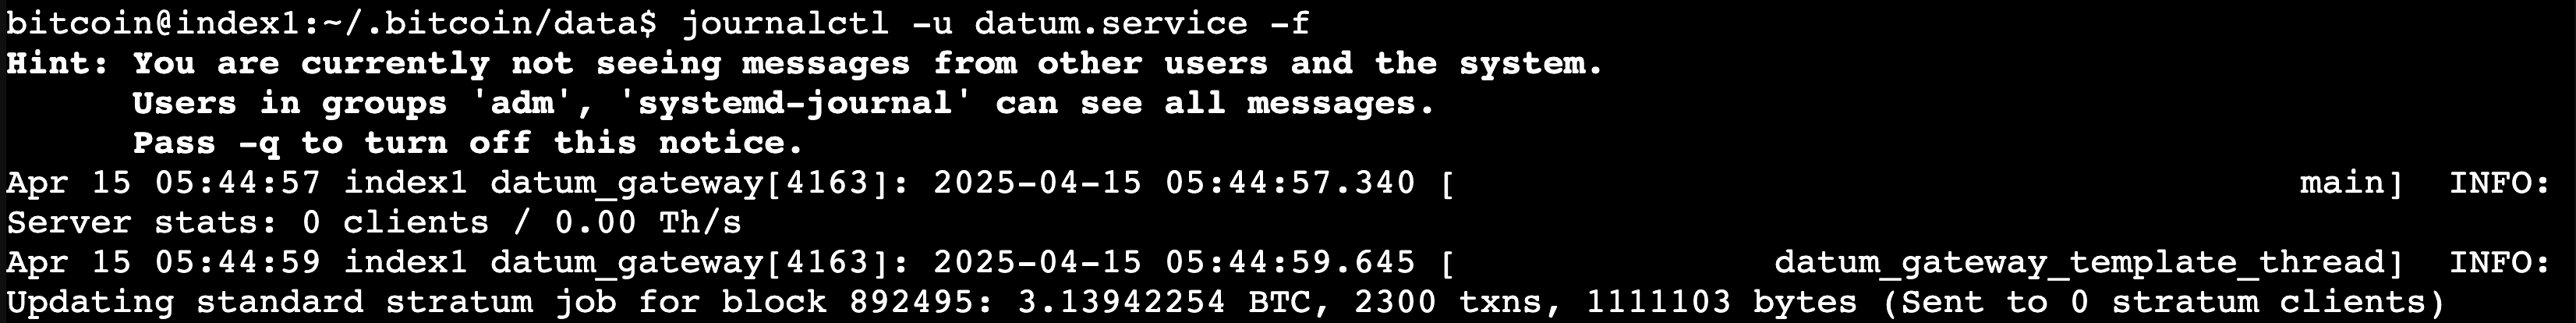 bitcoin@index1:~/.bitcoin/data$ journalctl -u datum.service -f
Hint: You are currently not seeing messages from other users and the system.
      Users in groups 'adm', 'systemd-journal' can see all messages.
      Pass -q to turn off this notice.
Apr 15 05:44:57 index1 datum_gateway[4163]: 2025-04-15 05:44:57.340 [                                        main]  INFO:
Server stats: 0 clients / 0.00 Th/s
Apr 15 05:44:59 index1 datum_gateway[4163]: 2025-04-15 05:44:59.645 [               datum_gateway_template_thread]  INFO:
Updating standard stratum job for block 892495: 3.13942254 BTC, 2300 txns, 1111103 bytes (Sent to 0 stratum clients)